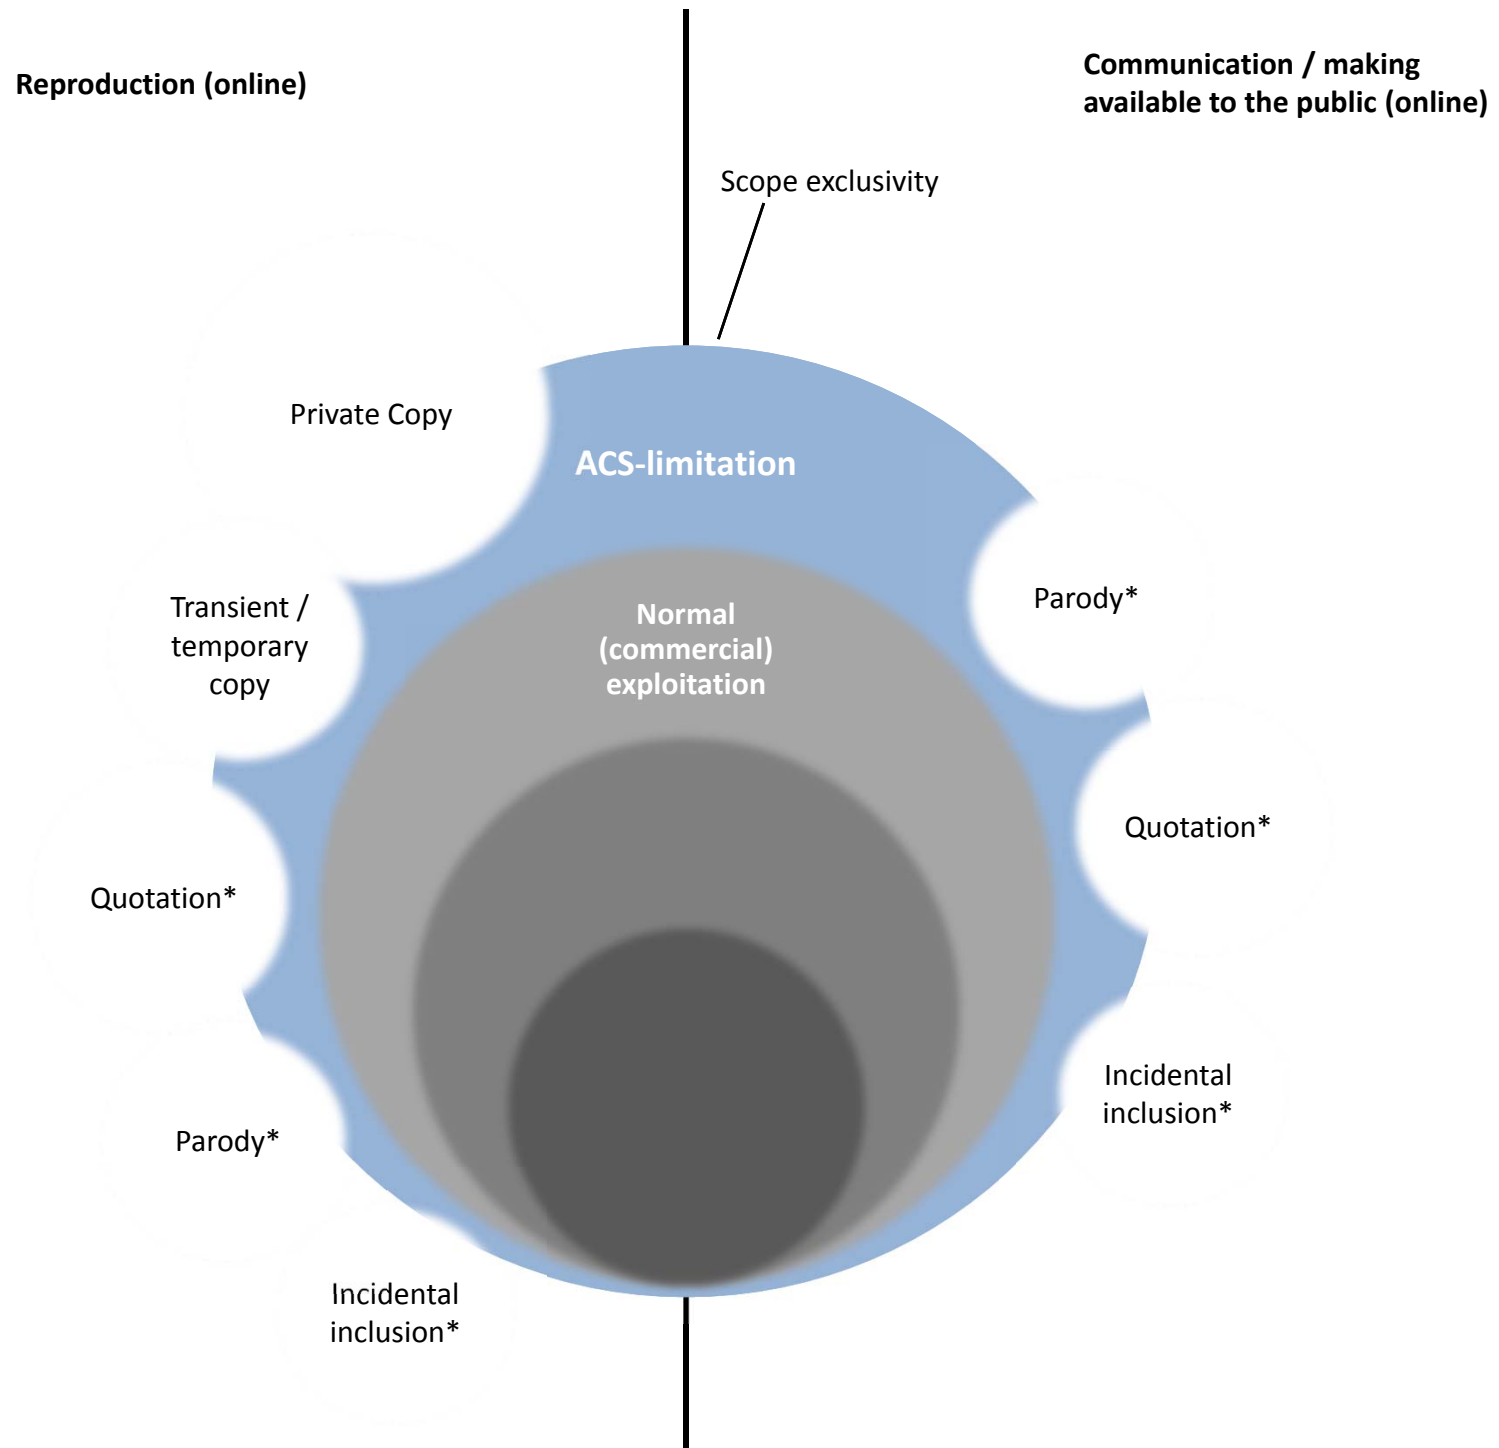 Reproduction (online)
Communication / making
available to the public (online)
Scope exclusivity
Private Copy
ACS-limitation
Transient /
temporary
copy
Normal
(commercial)
exploitation
Parody*
Quotation*
Quotation*
Incidental
inclusion*
Parody*
Incidental
inclusion*